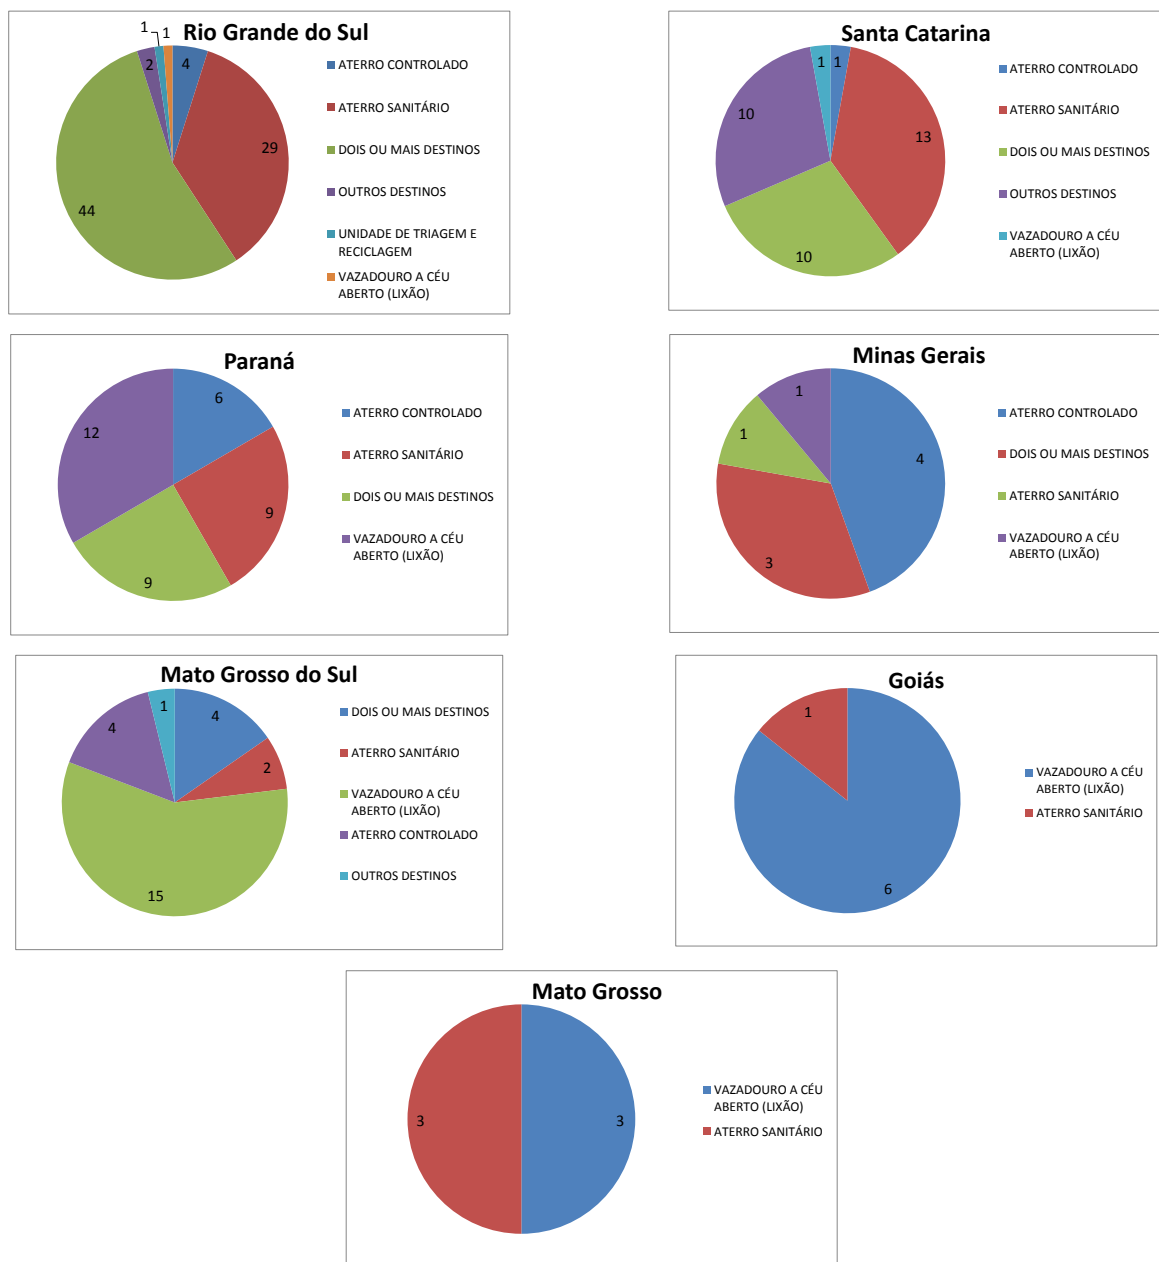 Rio Grande do Sul
1
1
4
2
29
44
ATERRO CONTROLADO
ATERRO SANITÁRIO
DOIS OU MAIS DESTINOS
OUTROS DESTINOS
UNIDADE DE TRIAGEM E
RECICLAGEM
VAZADOURO A CÉU
ABERTO (LIXÃO)
Santa Catarina
1
1
10
13
10
ATERRO CONTROLADO
ATERRO SANITÁRIO
DOIS OU MAIS DESTINOS
OUTROS DESTINOS
VAZADOURO A CÉU
ABERTO (LIXÃO)
Paraná
6
12
9
9
ATERRO CONTROLADO
ATERRO SANITÁRIO
DOIS OU MAIS DESTINOS
VAZADOURO A CÉU
ABERTO (LIXÃO)
Minas Gerais
1
1
4
3
ATERRO CONTROLADO
DOIS OU MAIS DESTINOS
ATERRO SANITÁRIO
VAZADOURO A CÉU
ABERTO (LIXÃO)
Mato Grosso do Sul
1
4
4
2
15
DOIS OU MAIS DESTINOS
ATERRO SANITÁRIO
VAZADOURO A CÉU
ABERTO (LIXÃO)
ATERRO CONTROLADO
OUTROS DESTINOS
Goiás
1
6
VAZADOURO A CÉU
ABERTO (LIXÃO)
ATERRO SANITÁRIO
Mato Grosso
3
3
VAZADOURO A CÉU
ABERTO (LIXÃO)
ATERRO SANITÁRIO